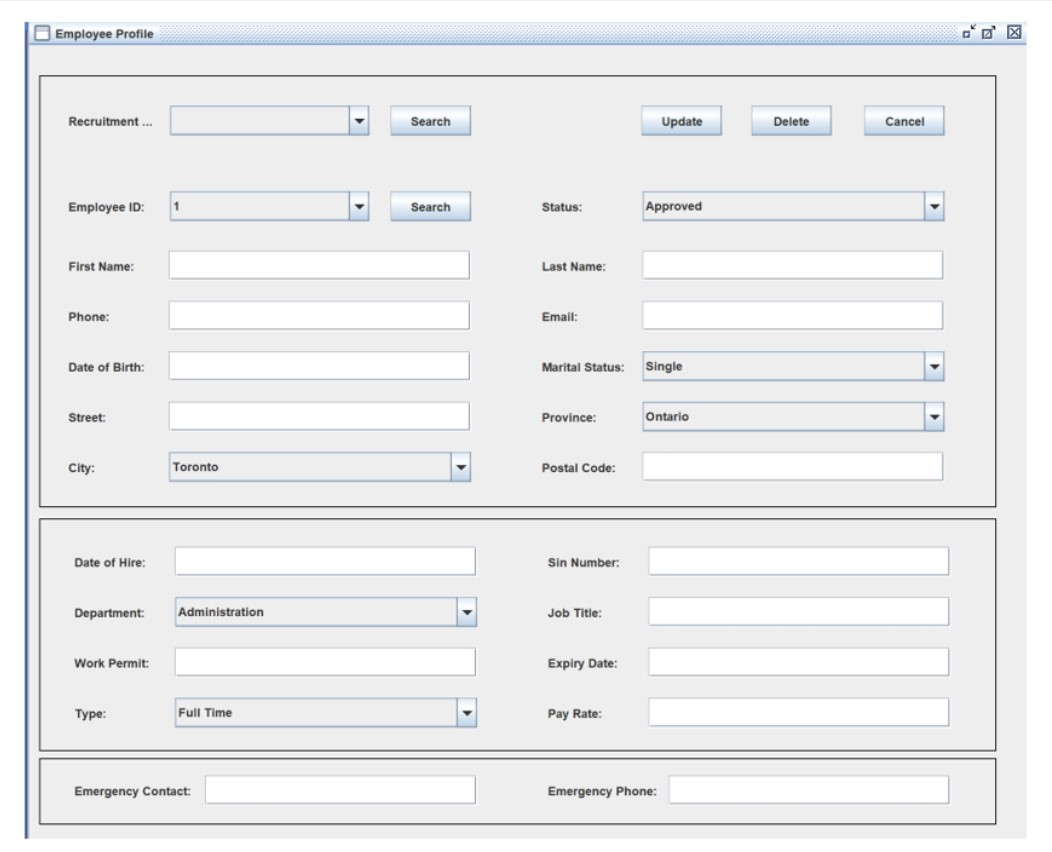 Employee Profile
Recruitment ... Search Update Delete Cancel
Employee ID: 1 Search Status: Approved
First Name: Last Name:
Phone: Email:
Date of Birth: Marital Status: Single
Street: Province: Ontario
City: Toronto Postal Code:
Date of Hire: Sin Number:
Department: Administration Job Title:
Work Permit: Expiry Date:
Type: Full Time Pay Rate:
Emergency Contact: Emergency Phone: